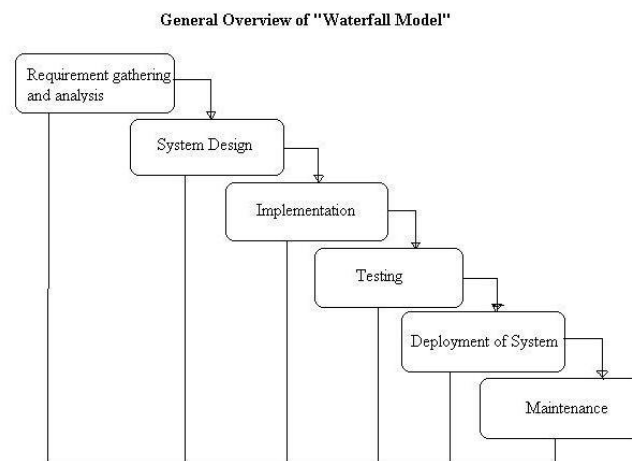 General Overview of "Waterfall Model"
Requirement gathering
and analysis
System Design
Implementation
Testing
Deployment of System
Maintenance